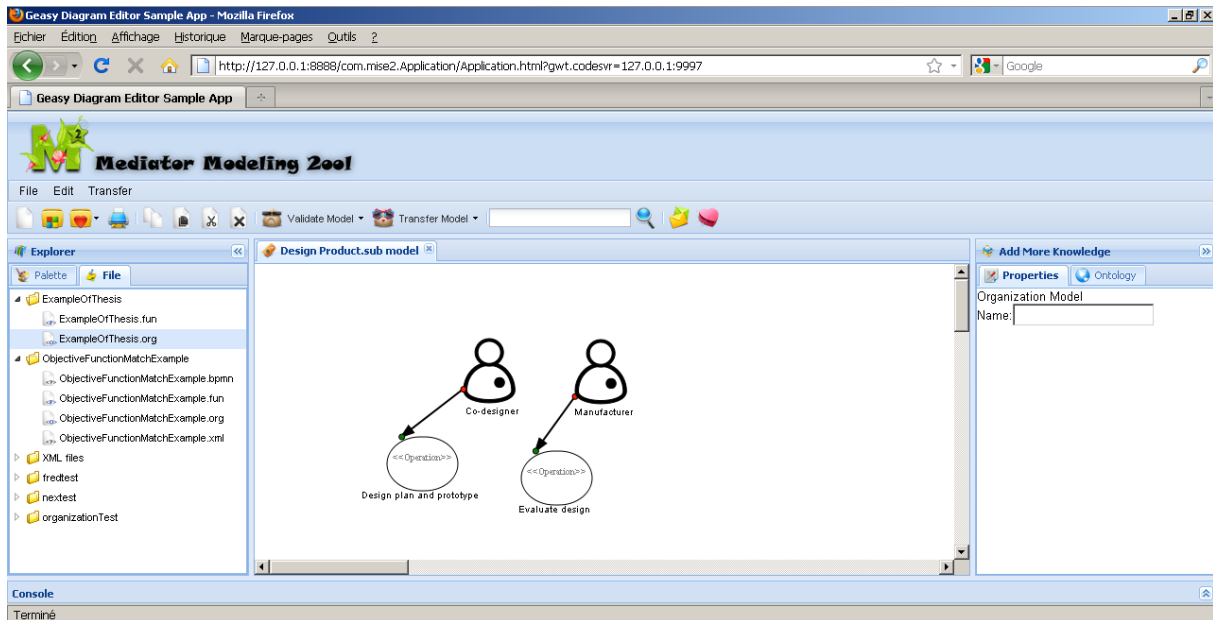 Geasy Diagram Editor Sample App - Mozilla Firefox
Fichier Édition Affichage Historique Marque-pages Outils ?
http://127.0.0.1:8888/com.mise2.Application/Application.html?gwt.codesvr=127.0.0.1:9997 Google
Geasy Diagram Editor Sample App
M 2 Mediator Modeling Tool
File Edit Transfer
Validate Model Transfer Model
Explorer
Design Product.sub model
Add More Knowledge
Palette File
Properties Ontology
ExampleOfThesis
ExampleOfThesis.fun
ExampleOfThesis.org
ObjectiveFunctionMatchExample
ObjectiveFunctionMatchExample.bpmn
ObjectiveFunctionMatchExample.fun
ObjectiveFunctionMatchExample.org
ObjectiveFunctionMatchExample.xml
XML files
fredtest
nextest
organizationTest
Co-designer
Manufacturer
<<Operation>>
Design plan and prototype
<<Operation>>
Evaluate design
Organization Model
Name:
Console
Terminé